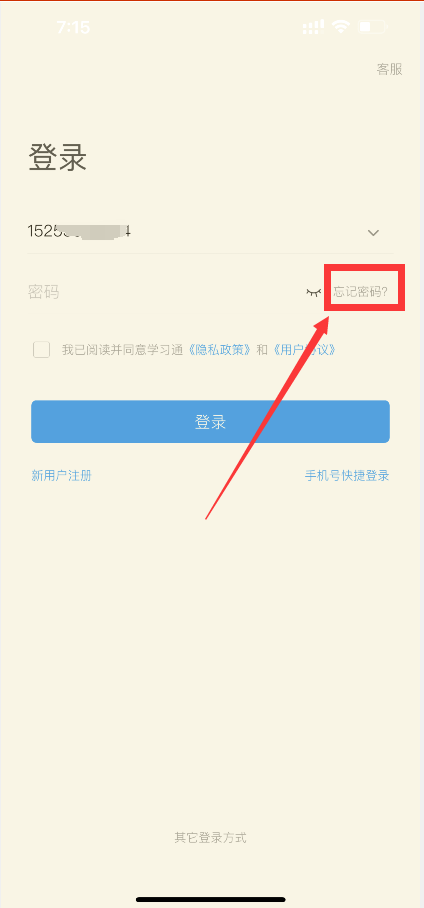 7:15
客服
登录
密码
忘记密码?
我已阅读并同意学习通《隐私政策》和《用户协议》
登录
新用户注册 手机号快捷登录
其它登录方式